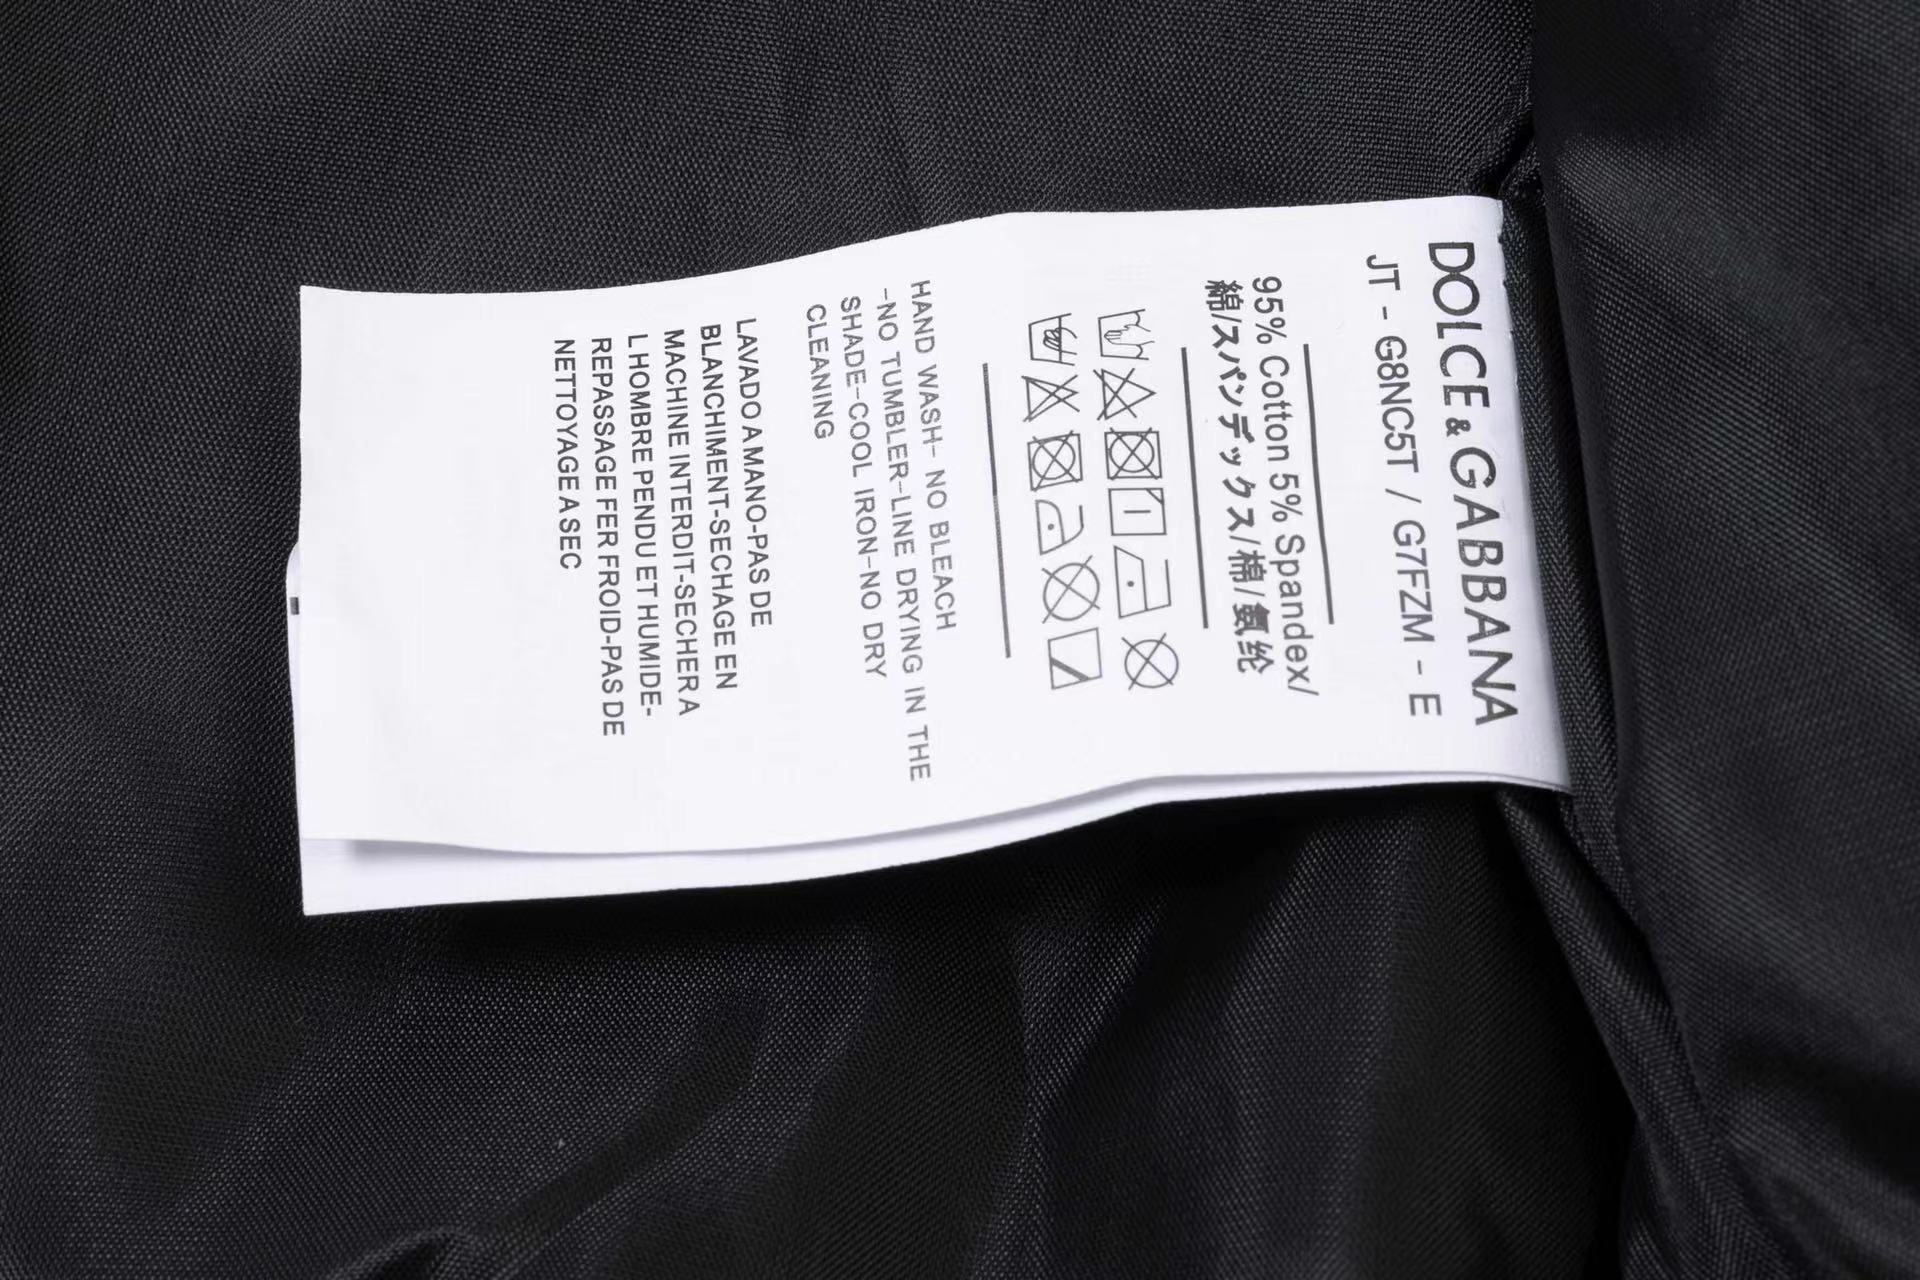 DOLCE & GABBANA
JT - G8NC5T / G7FZM - E
95% Cotton 5% Spandex/
綿/スパンデックス/棉/氨纶
HAND WASH- NO BLEACH
-NO TUMBLER-LINE DRYING IN THE
SHADE-COOL IRON-NO DRY
CLEANING
LAVADO A MANO-PAS DE
BLANCHIMENT-SECHAGE EN
MACHINE INTERDIT-SECHER A
L HOMBRE PENDU ET HUMIDE-
REPASSAGE FER FROID-PAS DE
NETTOYAGE A SEC